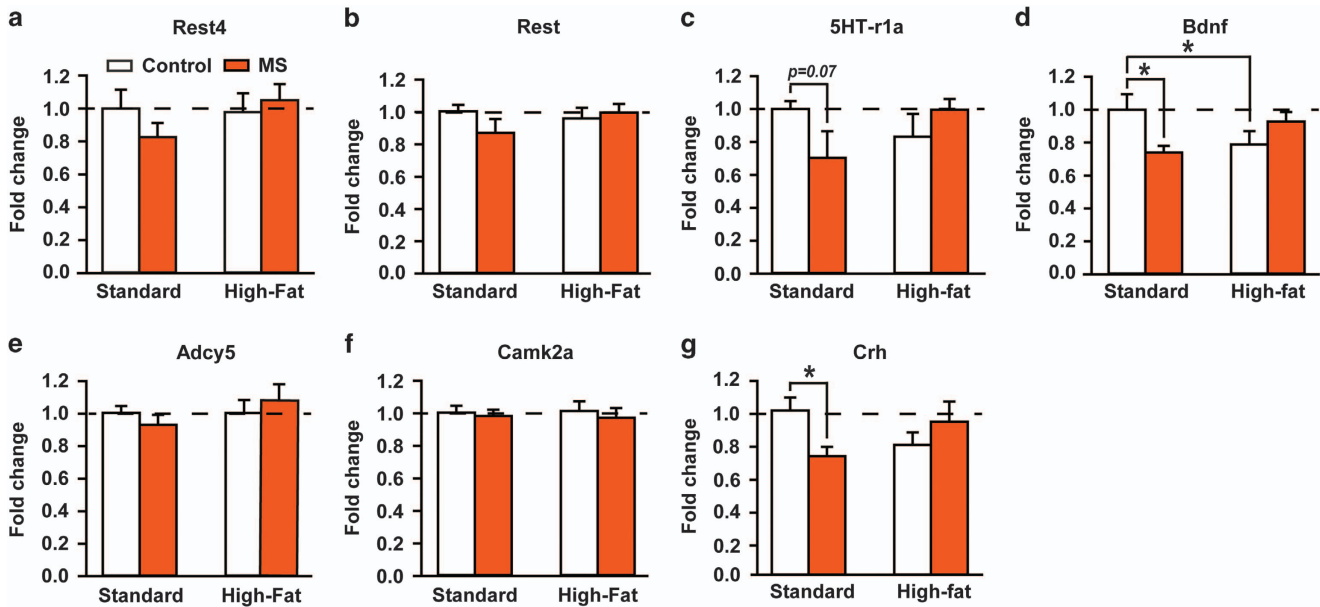 a
Rest4
Control
MS
Fold change
1.2
1.0
0.8
0.6
0.4
0.2
0.0
Standard
High-Fat
b
Rest
Fold change
1.2
1.0
0.8
0.6
0.4
0.2
0.0
Standard
High-Fat
c
5HT-r1a
p=0.07
Fold change
1.2
1.0
0.8
0.6
0.4
0.2
0.0
Standard
High-fat
d
Bdnf
*
*
Fold change
1.2
1.0
0.8
0.6
0.4
0.2
0.0
Standard
High-fat
e
Adcy5
Fold change
1.2
1.0
0.8
0.6
0.4
0.2
0.0
Standard
High-Fat
f
Camk2a
Fold change
1.2
1.0
0.8
0.6
0.4
0.2
0.0
Standard
High-Fat
g
Crh
*
Fold change
1.2
1.0
0.8
0.6
0.4
0.2
0.0
Standard
High-fat